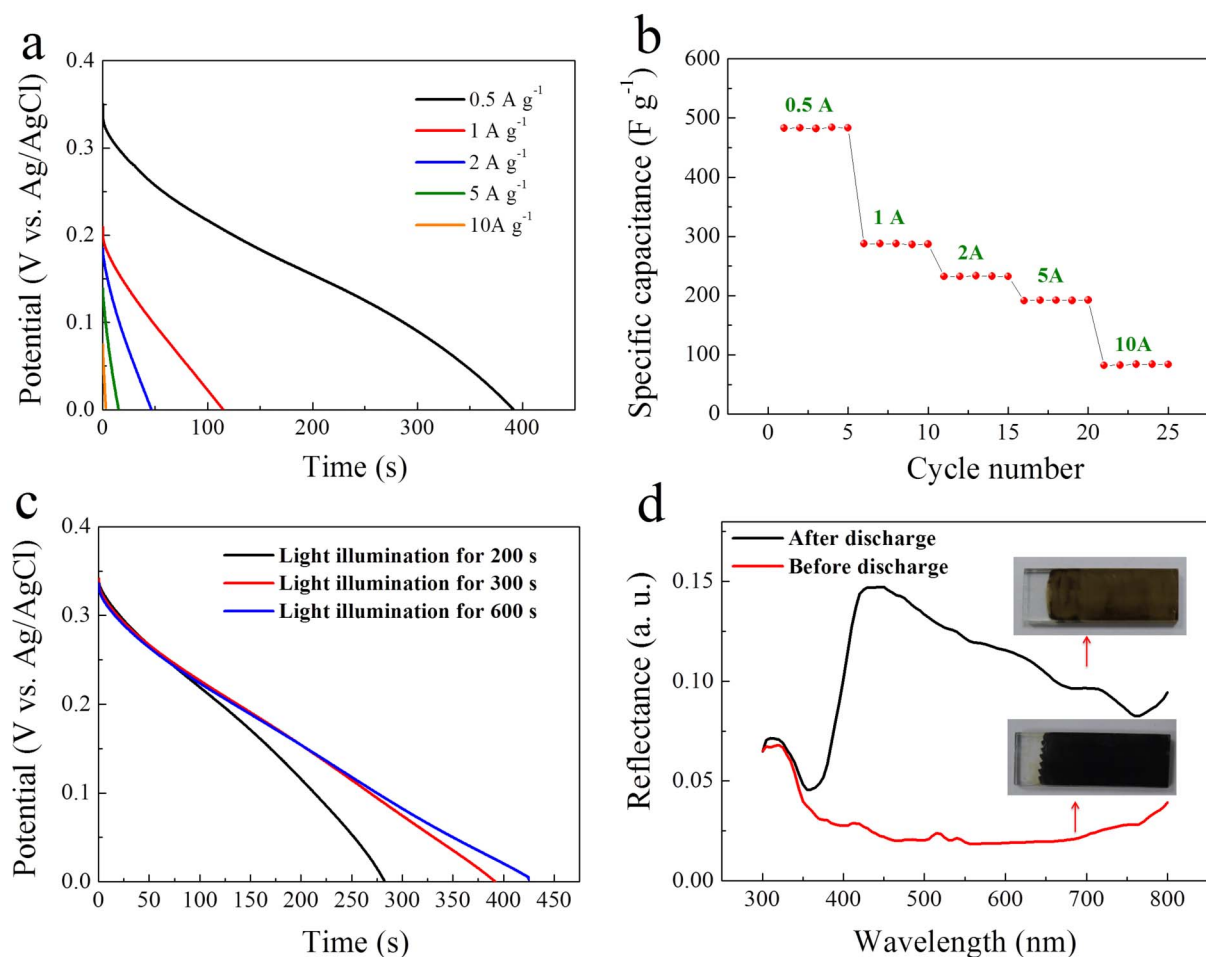 a
Potential (V vs. Ag/AgCl)
0.4
0.3
0.2
0.1
0.0
0.5 A g⁻¹
1 A g⁻¹
2 A g⁻¹
5 A g⁻¹
10A g⁻¹
0 100 200 300 400
Time (s)
b
Specific capacitance (F g⁻¹)
600
500
400
300
200
100
0
0.5 A
1 A
2A
5A
10A
0 5 10 15 20 25
Cycle number
c
Potential (V vs. Ag/AgCl)
0.4
0.3
0.2
0.1
0.0
Light illumination for 200 s
Light illumination for 300 s
Light illumination for 600 s
0 50 100 150 200 250 300 350 400 450
Time (s)
d
Reflectance (a. u.)
0.15
0.10
0.05
0.00
After discharge
Before discharge
300 400 500 600 700 800
Wavelength (nm)